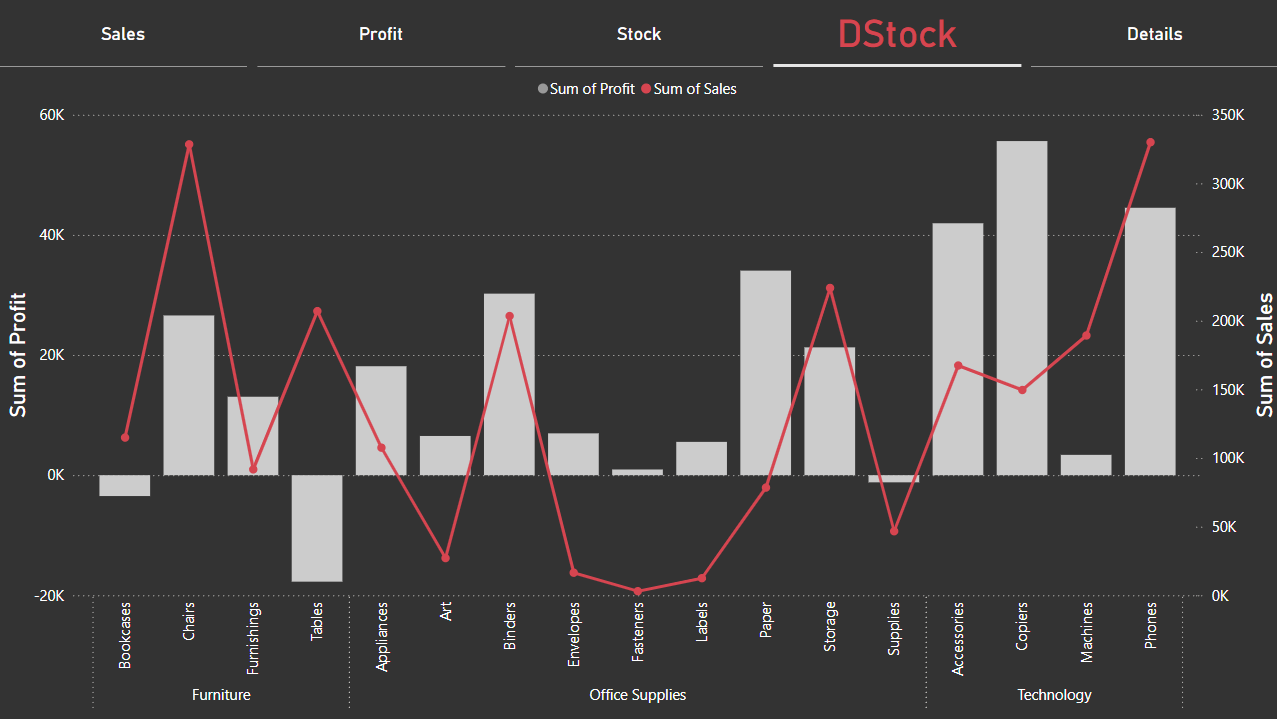 Sales
Profit
Stock
DStock
Details
Sum of Profit
Sum of Sales
60K
40K
20K
0K
-20K
Sum of Profit
350K
300K
250K
200K
150K
100K
50K
0K
Sum of Sales
Bookcases
Chairs
Furnishings
Tables
Appliances
Art
Binders
Envelopes
Fasteners
Labels
Paper
Storage
Supplies
Accessories
Copiers
Machines
Phones
Furniture
Office Supplies
Technology